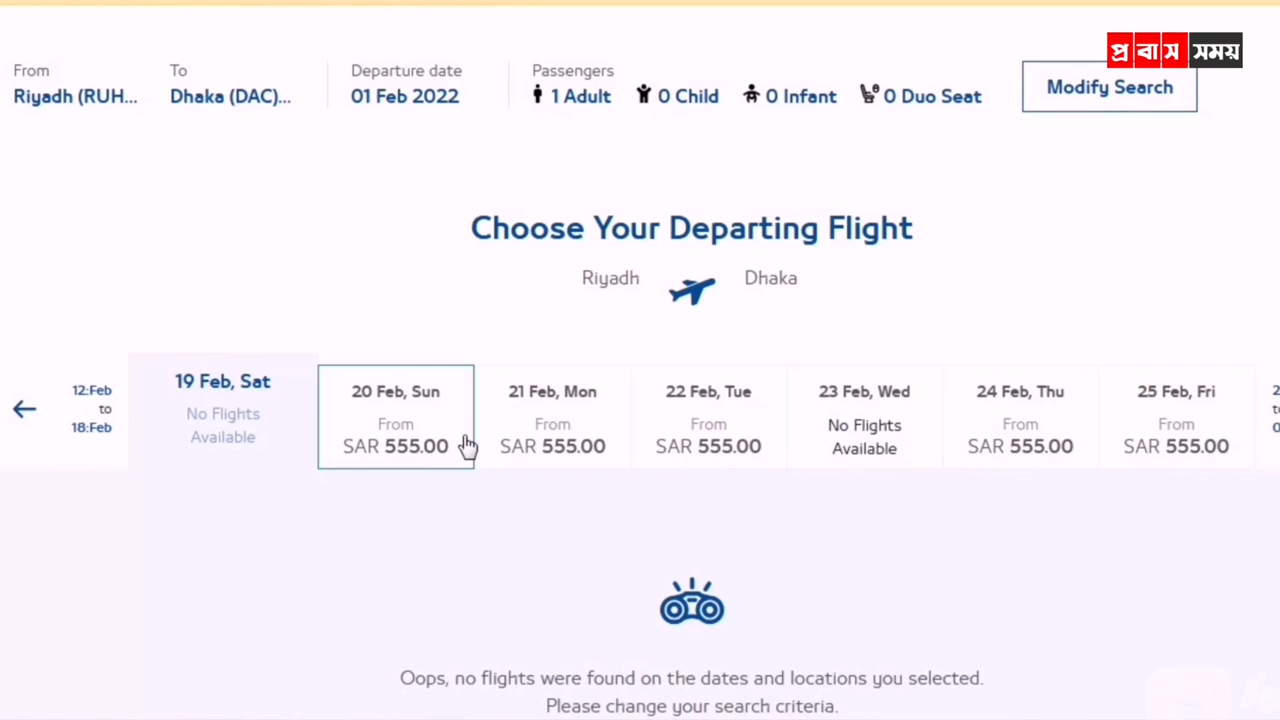 প্রবাস সময়
From
To
Departure date
Passengers
Riyadh (RUH...
Dhaka (DAC)...
01 Feb 2022
1 Adult
0 Child
0 Infant
0 Duo Seat
Modify Search
Choose Your Departing Flight
Riyadh
Dhaka
12:Feb
to
18:Feb
19 Feb, Sat
No Flights
Available
20 Feb, Sun
From
SAR 555.00
21 Feb, Mon
From
SAR 555.00
22 Feb, Tue
From
SAR 555.00
23 Feb, Wed
No Flights
Available
24 Feb, Thu
From
SAR 555.00
25 Feb, Fri
From
SAR 555.00
Oops, no flights were found on the dates and locations you selected.
Please change your search criteria.